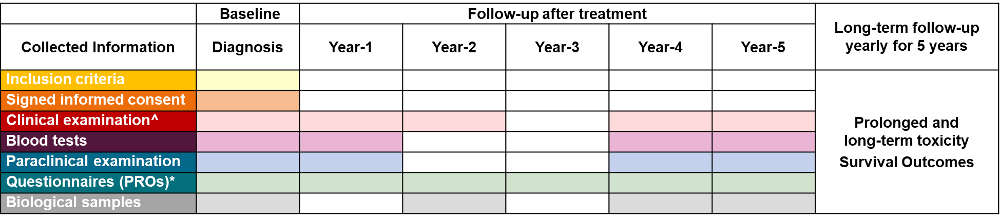 Baseline
Follow-up after treatment
Long-term follow-up
yearly for 5 years
Collected Information
Diagnosis
Year-1
Year-2
Year-3
Year-4
Year-5
Inclusion criteria
Signed informed consent
Clinical examination^
Blood tests
Paraclinical examination
Questionnaires (PROs)*
Biological samples
Prolonged and
long-term toxicity
Survival Outcomes